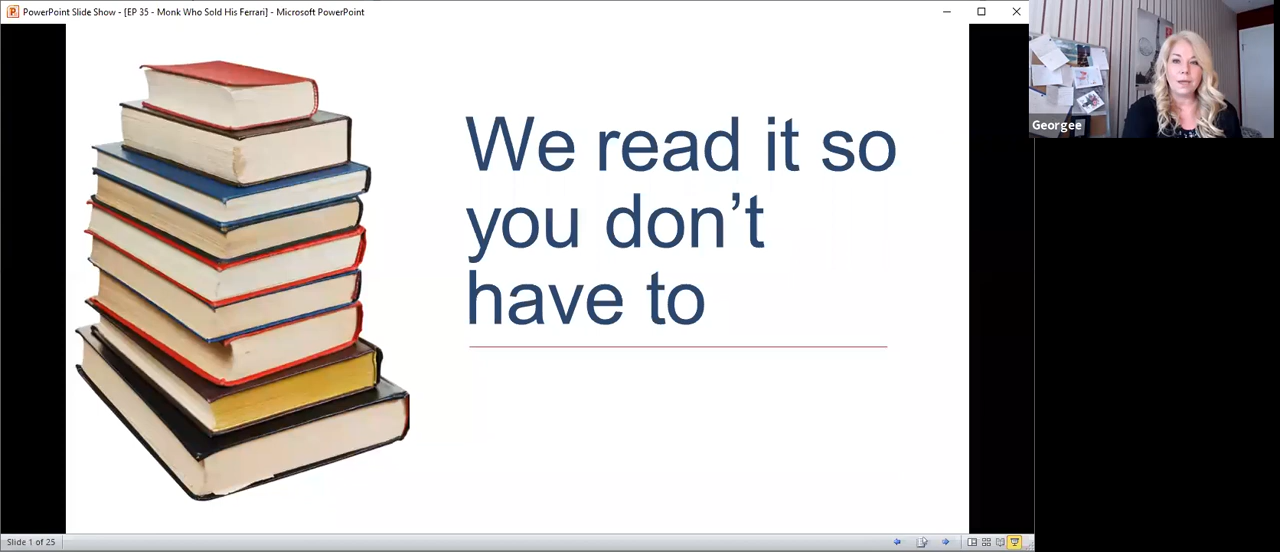 PowerPoint Slide Show - [EP 35 - Monk Who Sold His Ferrari] - Microsoft PowerPoint
We read it so
you don’t
have to
Georgee
Slide 1 of 25